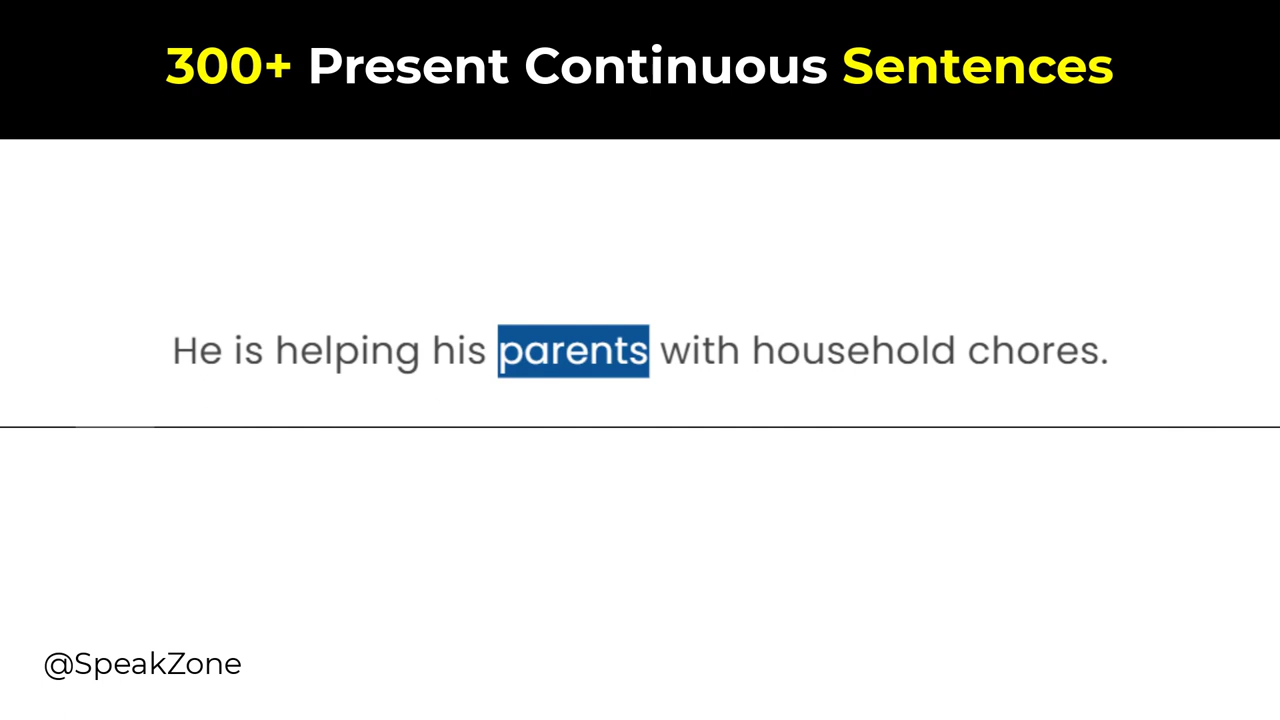 300+ Present Continuous Sentences
He is helping his parents with household chores.
@SpeakZone